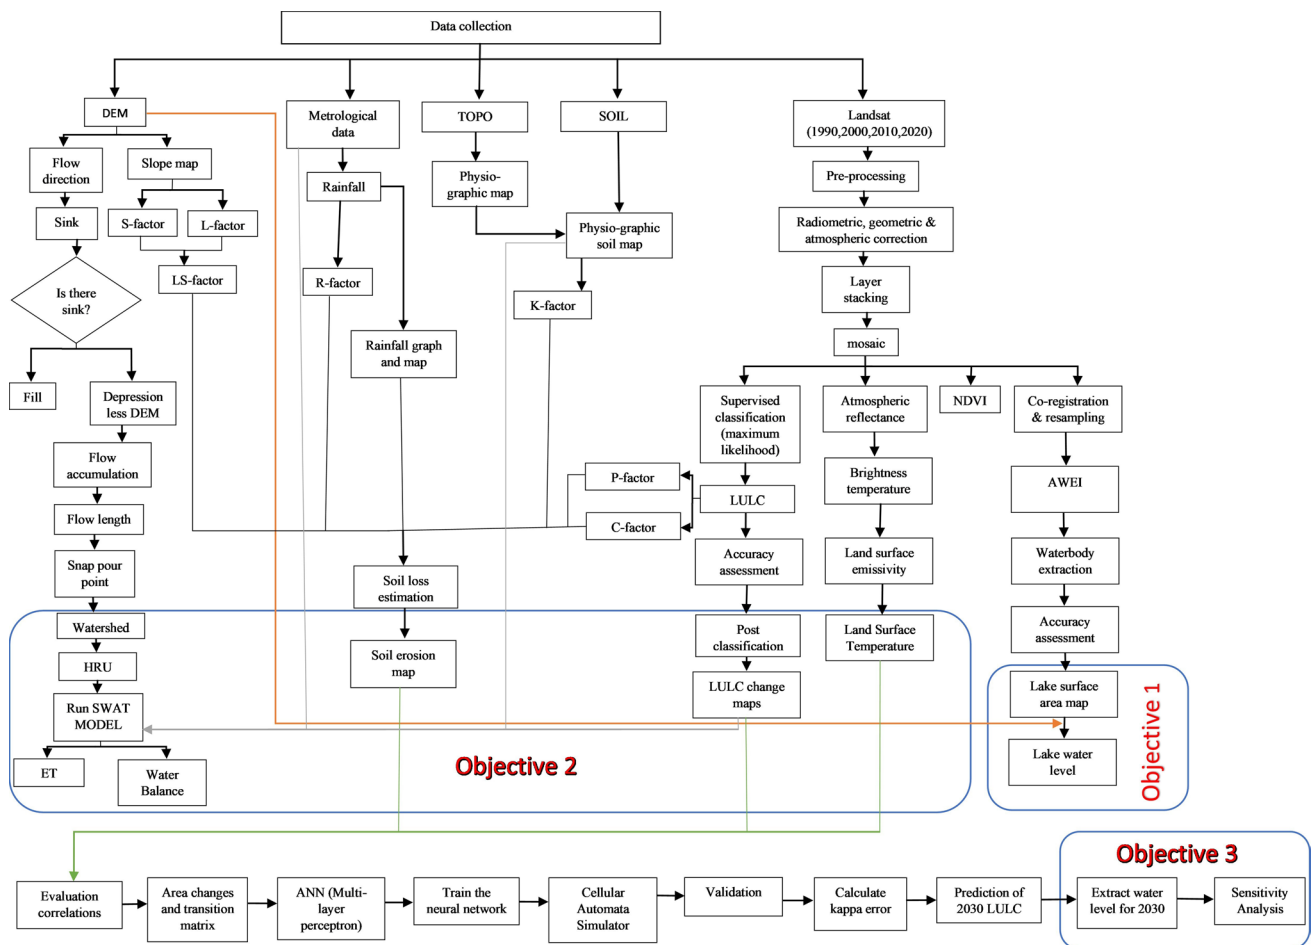 Data collection
DEM
Metrological
data
TOPO
SOIL
Landsat
(1990,2000,2010,2020)
Flow
direction
Slope map
Rainfall
Physio-
graphic map
Pre-processing
Sink
S-factor
L-factor
Physio-graphic
soil map
Radiometric, geometric &
atmospheric correction
LS-factor
R-factor
K-factor
Is there
sink?
Layer
stacking
Rainfall graph
and map
mosaic
Fill
Depression
less DEM
Supervised
classification
(maximum
likelihood)
Atmospheric
reflectance
NDVI
Co-registration
& resampling
Flow
accumulation
P-factor
LULC
Brightness
temperature
AWEI
Flow length
C-factor
Snap pour
point
Soil loss
estimation
Accuracy
assessment
Land surface
emissivity
Waterbody
extraction
Watershed
Soil erosion
map
Post
classification
Land Surface
Temperature
Accuracy
assessment
HRU
LULC change
maps
Lake surface
area map
Run SWAT
MODEL
ET
Water
Balance
Lake water
level
Objective 2
Objective 1
Objective 3
Evaluation
correlations
Area changes
and transition
matrix
ANN (Multi-
layer
perceptron)
Train the
neural network
Cellular
Automata
Simulator
Validation
Calculate
kappa error
Prediction of
2030 LULC
Extract water
level for 2030
Sensitivity
Analysis